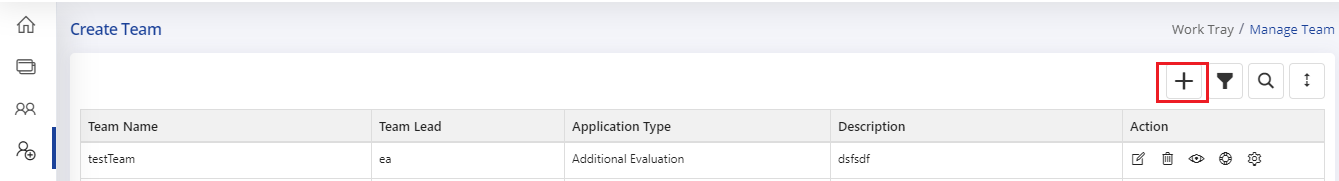 Create Team
Work Tray / Manage Team
Team Name Team Lead Application Type Description Action
testTeam ea Additional Evaluation dsfsdf